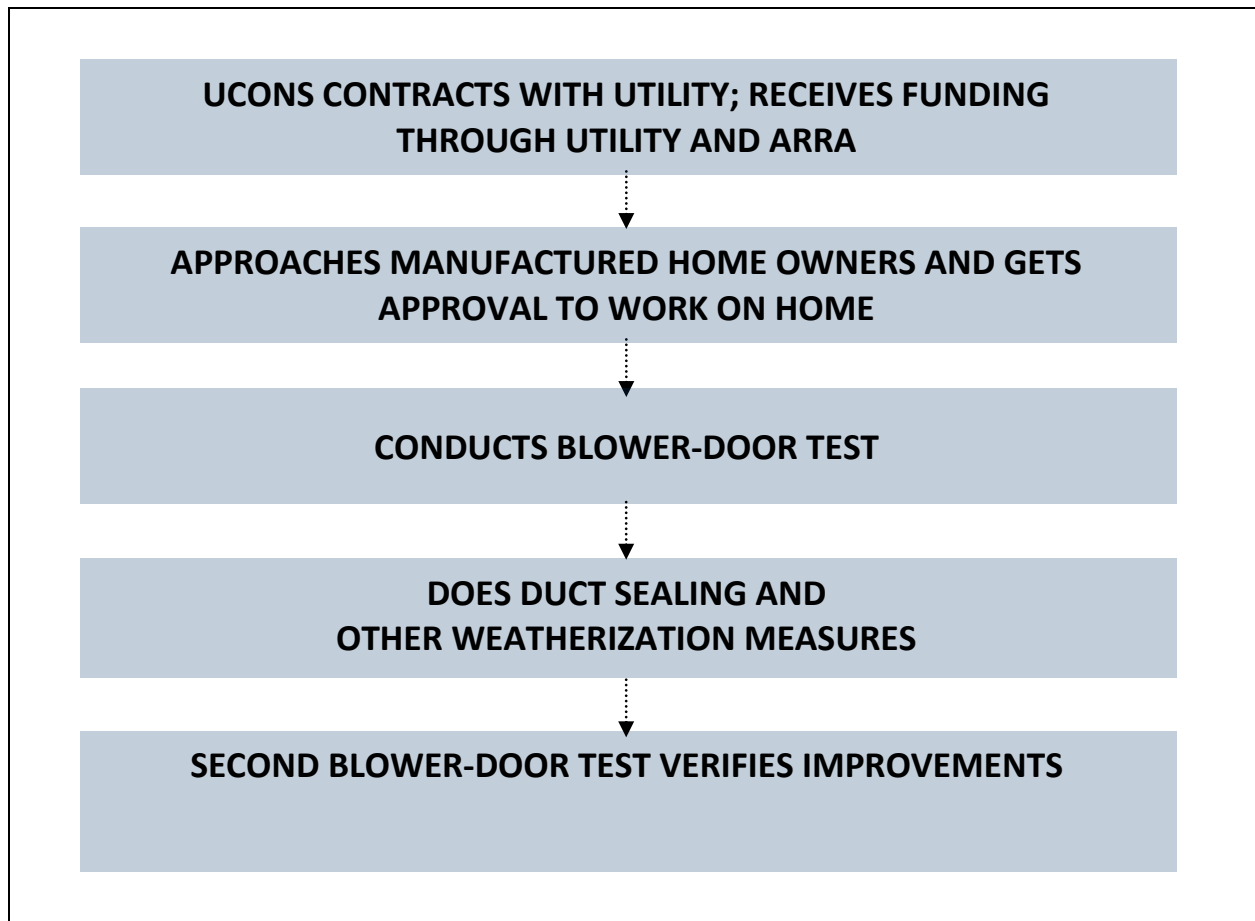 UCONS CONTRACTS WITH UTILITY; RECEIVES FUNDING
THROUGH UTILITY AND ARRA
APPROACHES MANUFACTURED HOME OWNERS AND GETS
APPROVAL TO WORK ON HOME
CONDUCTS BLOWER-DOOR TEST
DOES DUCT SEALING AND
OTHER WEATHERIZATION MEASURES
SECOND BLOWER-DOOR TEST VERIFIES IMPROVEMENTS